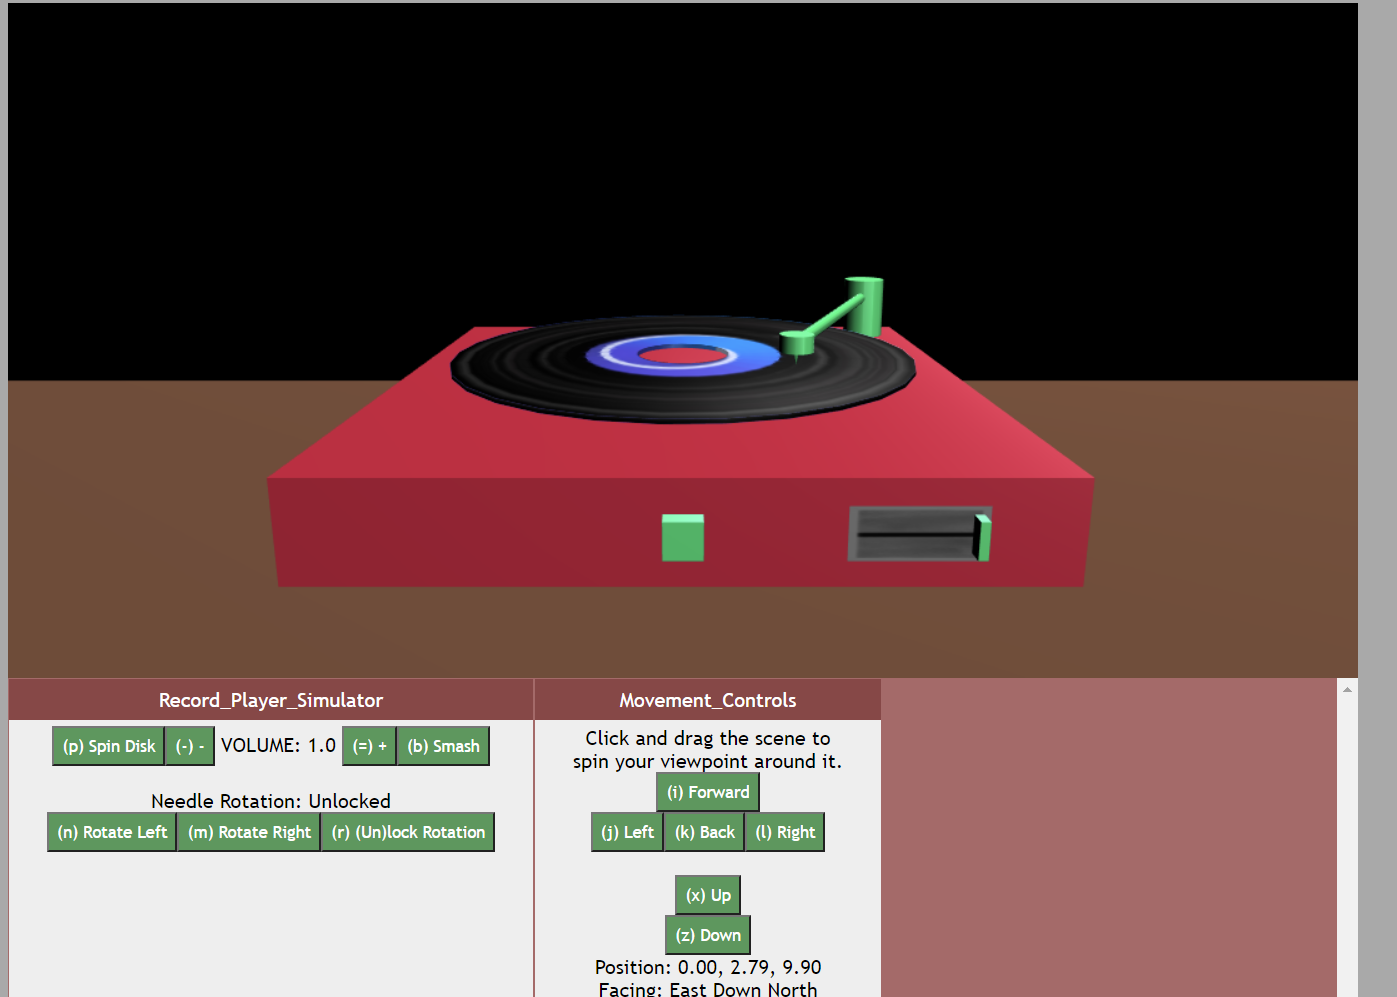 Record_Player_Simulator
(p) Spin Disk (-) - VOLUME: 1.0 (=) + (b) Smash
Needle Rotation: Unlocked
(n) Rotate Left (m) Rotate Right (r) (Un)lock Rotation
Movement_Controls
Click and drag the scene to
spin your viewpoint around it.
(i) Forward
(j) Left (k) Back (l) Right
(x) Up
(z) Down
Position: 0.00, 2.79, 9.90
Facing: East Down North